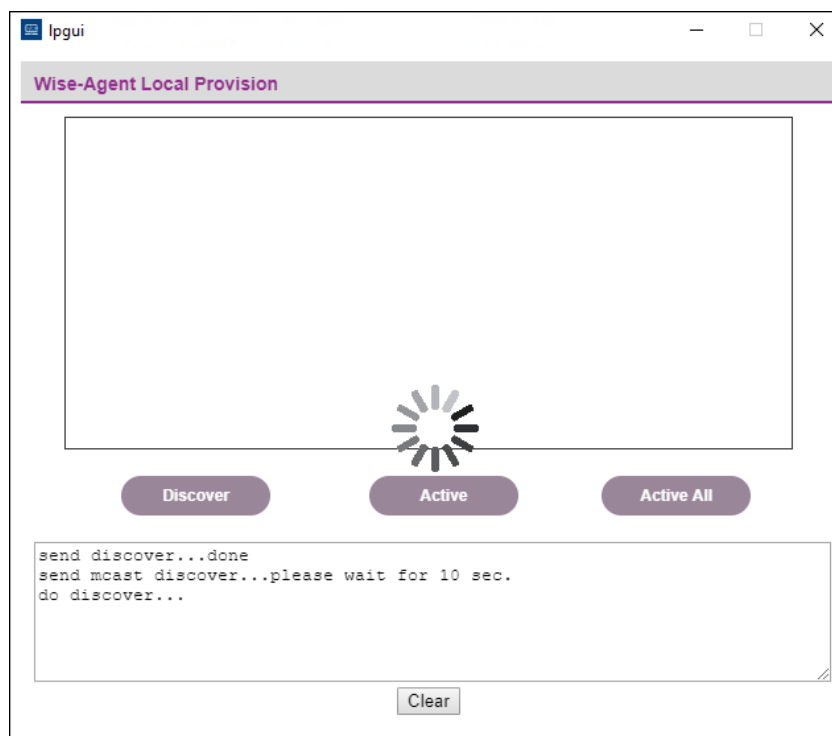 lpgui
Wise-Agent Local Provision
Discover
Active
Active All
send discover...done
send mcast discover...please wait for 10 sec.
do discover...
Clear